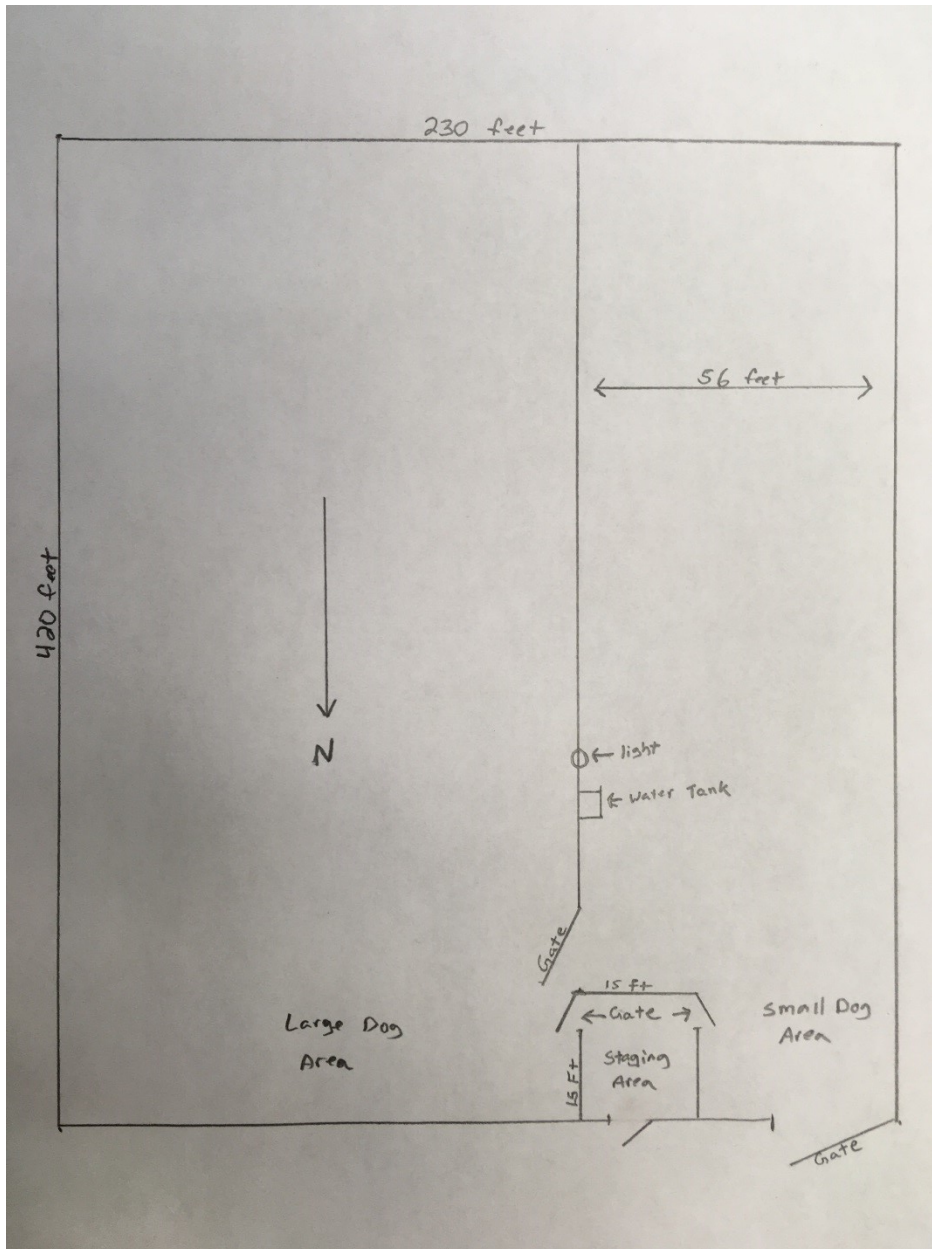 230 feet
56 feet
420 feet
N
light
Water Tank
Gate
15 ft
Gate
Small Dog
Area
Large Dog
Area
Staging
Area
15 Ft
Gate